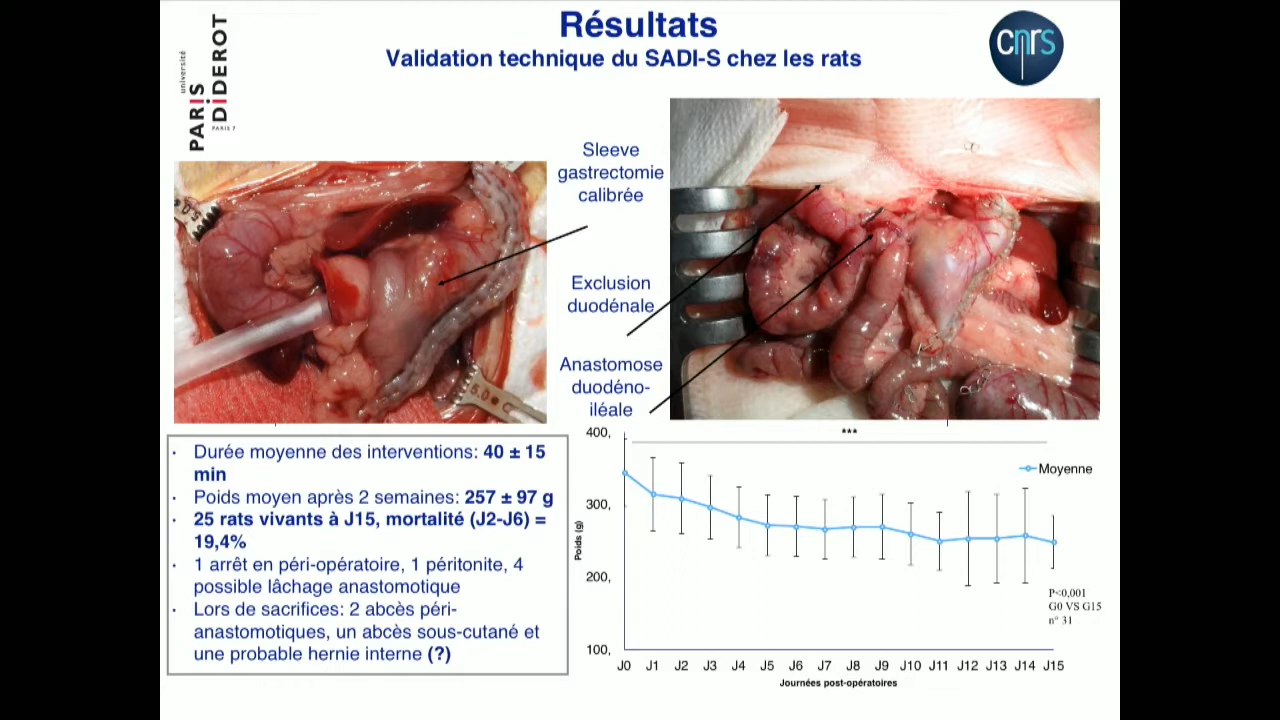 Résultats
Validation technique du SADI-S chez les rats
université
PARIS
DIDEROT
PARIS 7
cnrs
Sleeve
gastrectomie
calibrée
Exclusion
duodénale
Anastomose
duodéno-
iléale
· Durée moyenne des interventions: 40 ± 15
min
· Poids moyen après 2 semaines: 257 ± 97 g
· 25 rats vivants à J15, mortalité (J2-J6) =
19,4%
· 1 arrêt en péri-opératoire, 1 péritonite, 4
possible lâchage anastomotique
· Lors de sacrifices: 2 abcès péri-
anastomotiques, un abcès sous-cutané et
une probable hernie interne (?)
400,
300,
200,
100,
Poids (g)
***
Moyenne
P<0,001
G0 VS G15
n° 31
J0 J1 J2 J3 J4 J5 J6 J7 J8 J9 J10 J11 J12 J13 J14 J15
Journées post-opératoires